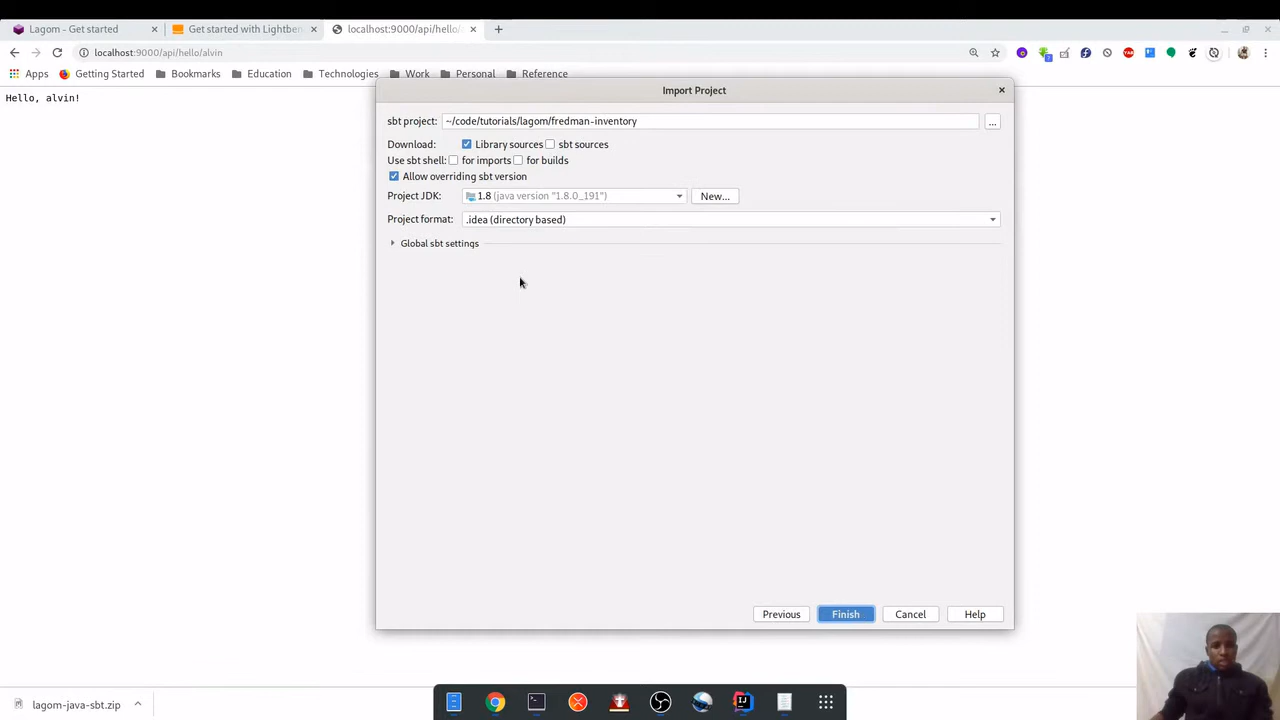 Lagom - Get started
Get started with Lightben
localhost:9000/api/hello/
localhost:9000/api/hello/alvin
Apps
Getting Started
Bookmarks
Education
Technologies
Work
Personal
Reference
Hello, alvin!
Import Project
sbt project: ~/code/tutorials/lagom/fredman-inventory ...
Download: Library sources sbt sources
Use sbt shell: for imports for builds
Allow overriding sbt version
Project JDK: 1.8 (java version "1.8.0_191") New...
Project format: .idea (directory based)
Global sbt settings
Previous Finish Cancel Help
lagom-java-sbt.zip